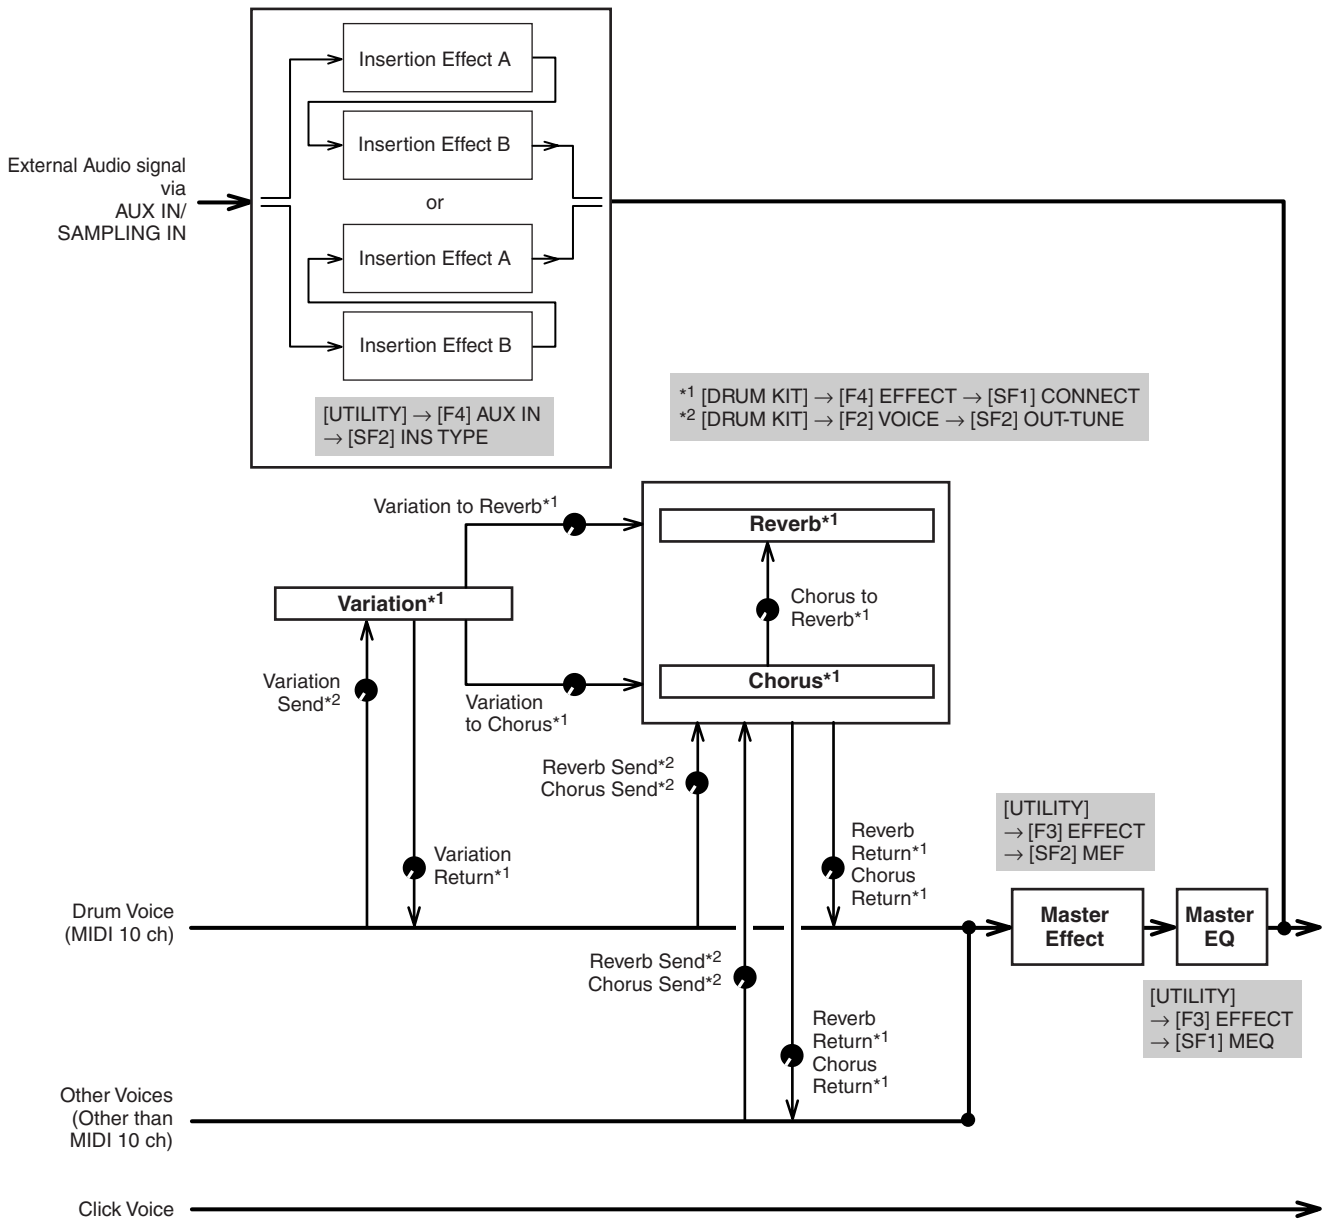 Insertion Effect A
Insertion Effect B
External Audio signal
via
AUX IN/
SAMPLING IN
or
Insertion Effect A
Insertion Effect B
[UTILITY] → [F4] AUX IN
→ [SF2] INS TYPE
*1 [DRUM KIT] → [F4] EFFECT → [SF1] CONNECT
*2 [DRUM KIT] → [F2] VOICE → [SF2] OUT-TUNE
Variation to Reverb*1
Reverb*1
Variation*1
Chorus to
Reverb*1
Variation
Send*2
Chorus*1
Variation
to Chorus*1
Reverb Send*2
Chorus Send*2
[UTILITY]
→ [F3] EFFECT
→ [SF2] MEF
Variation
Return*1
Reverb
Return*1
Chorus
Return*1
Drum Voice
(MIDI 10 ch)
Master
Effect
Master
EQ
Reverb Send*2
Chorus Send*2
[UTILITY]
→ [F3] EFFECT
→ [SF1] MEQ
Reverb
Return*1
Chorus
Return*1
Other Voices
(Other than
MIDI 10 ch)
Click Voice